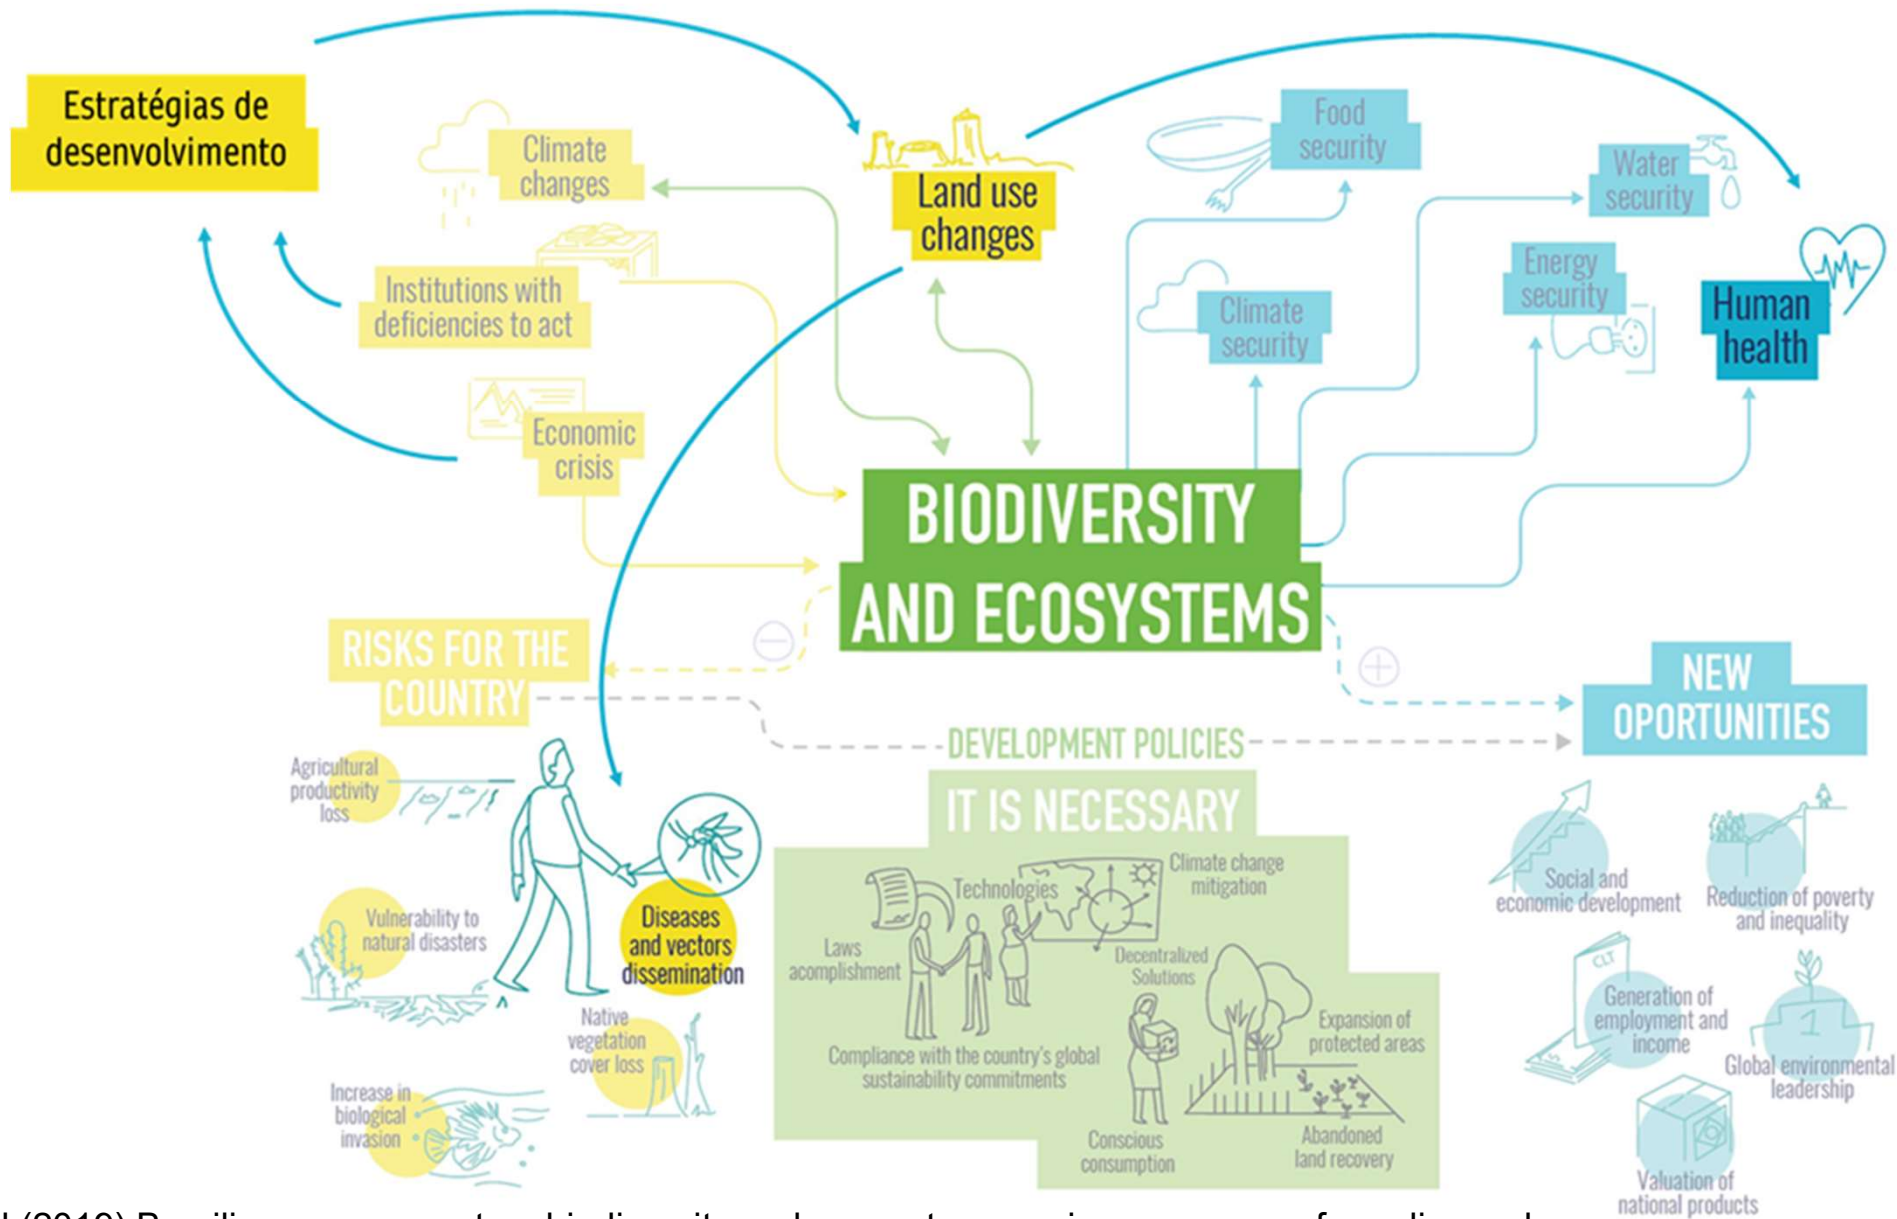 Estratégias de
desenvolvimento
Climate
changes
Institutions with
deficiencies to act
Economic
crisis
Land use
changes
Food
security
Water
security
Climate
security
Energy
security
Human
health
BIODIVERSITY
AND ECOSYSTEMS
RISKS FOR THE
COUNTRY
NEW
OPORTUNITIES
DEVELOPMENT POLICIES
IT IS NECESSARY
Agricultural
productivity
loss
Vulnerability to
natural disasters
Diseases
and vectors
dissemination
Native
vegetation
cover loss
Increase in
biological
invasion
Laws
acomplishment
Technologies
Climate change
mitigation
Decentralized
Solutions
Compliance with the country's global
sustainability commitments
Expansion of
protected areas
Conscious
consumption
Abandoned
land recovery
Social and
economic development
Reduction of poverty
and inequality
CLT
Generation of
employment and
income
1
Global environmental
leadership
Valuation of
national products